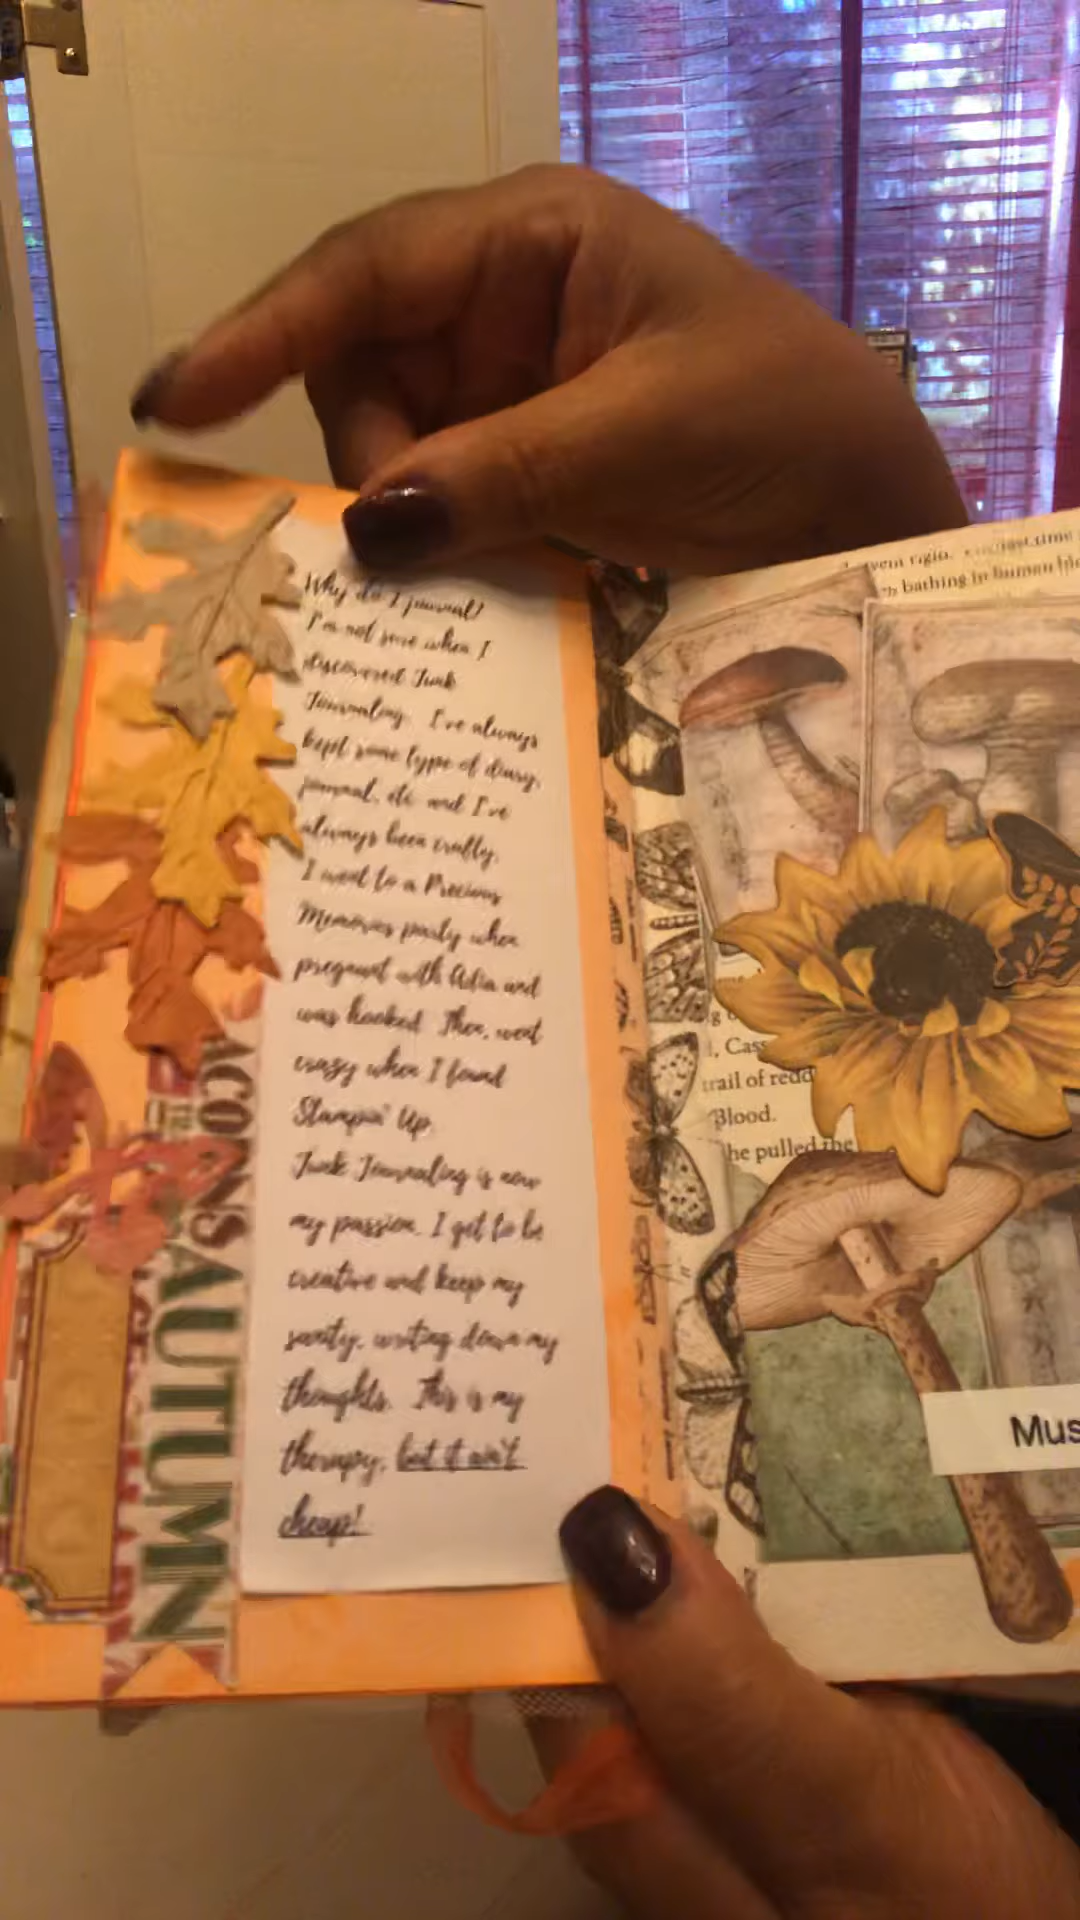 Why do I journal?
I'm not sure when I
discovered Junk
Journaling. I've always
kept some type of diary,
journal, etc and I've
always been crafty.
I went to a Precious
Memories party when
pregnant with Adia and
was hooked. Then, went
crazy when I found
Stampin' Up.
Junk Journaling is now
my passion. I get to be
creative and keep my
sanity, writing down my
thoughts. This is my
therapy, but it ain't
cheap!
ACORNS
AUTUMN
bathing in human
, Cass
trail of redd
Blood.
he pulled the
Mus